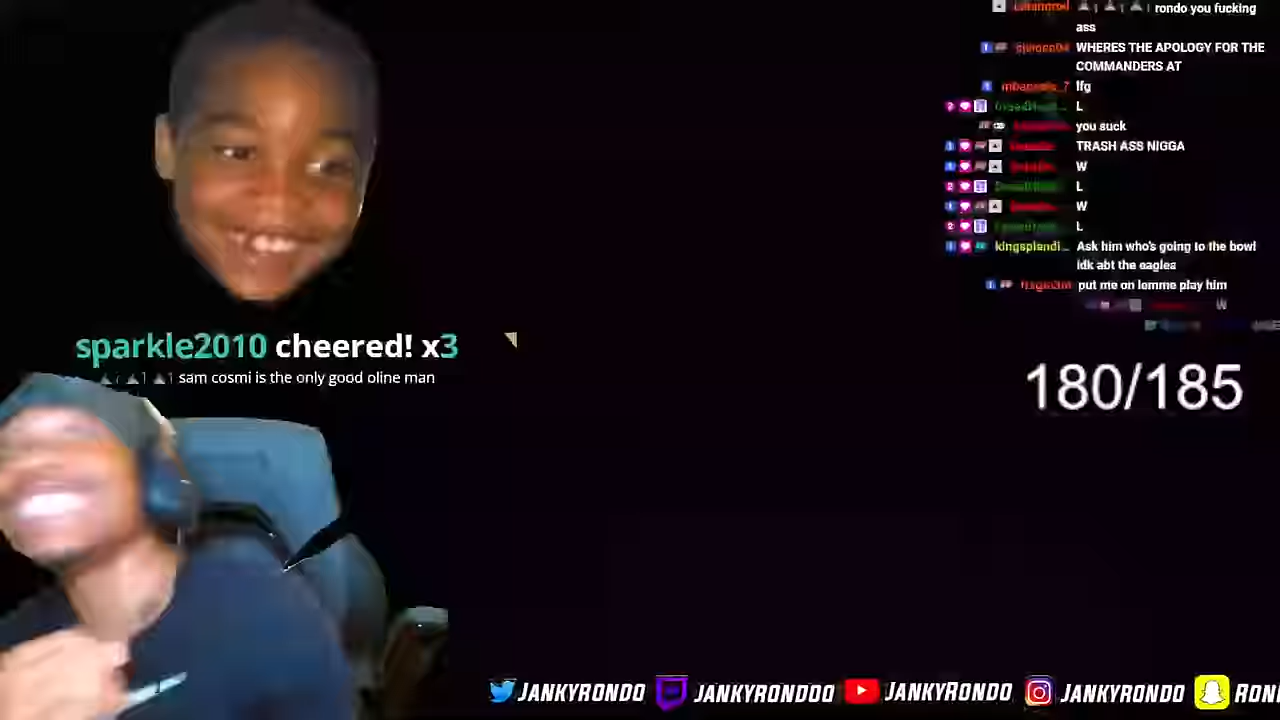 rondo you fucking
ass
WHERES THE APOLOGY FOR THE
COMMANDERS AT
lfg
L
you suck
TRASH ASS NIGGA
W
L
W
L
kingsplendi... Ask him who's going to the bowl
idk abt the eagles
put me on lemme play him
W
sparkle2010 cheered! x3
sam cosmi is the only good oline man
180/185
JANKYRONDO JANKYRONDOO JANKYRONDO JANKYRONDO RON